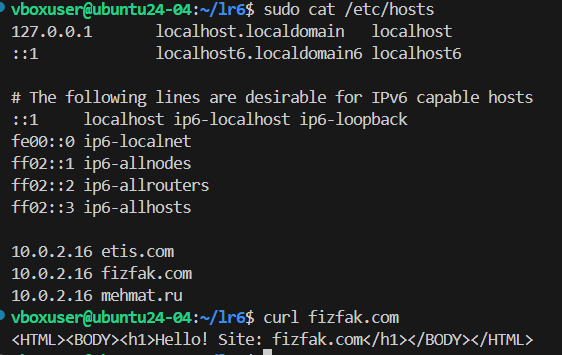 vboxuser@ubuntu24-04:~/lr6$ sudo cat /etc/hosts
127.0.0.1       localhost.localdomain   localhost
::1             localhost6.localdomain6 localhost6

# The following lines are desirable for IPv6 capable hosts
::1     localhost ip6-localhost ip6-loopback
fe00::0 ip6-localnet
ff02::1 ip6-allnodes
ff02::2 ip6-allrouters
ff02::3 ip6-allhosts

10.0.2.16 etis.com
10.0.2.16 fizfak.com
10.0.2.16 mehmat.ru
vboxuser@ubuntu24-04:~/lr6$ curl fizfak.com
<HTML><BODY><h1>Hello! Site: fizfak.com</h1></BODY></HTML>